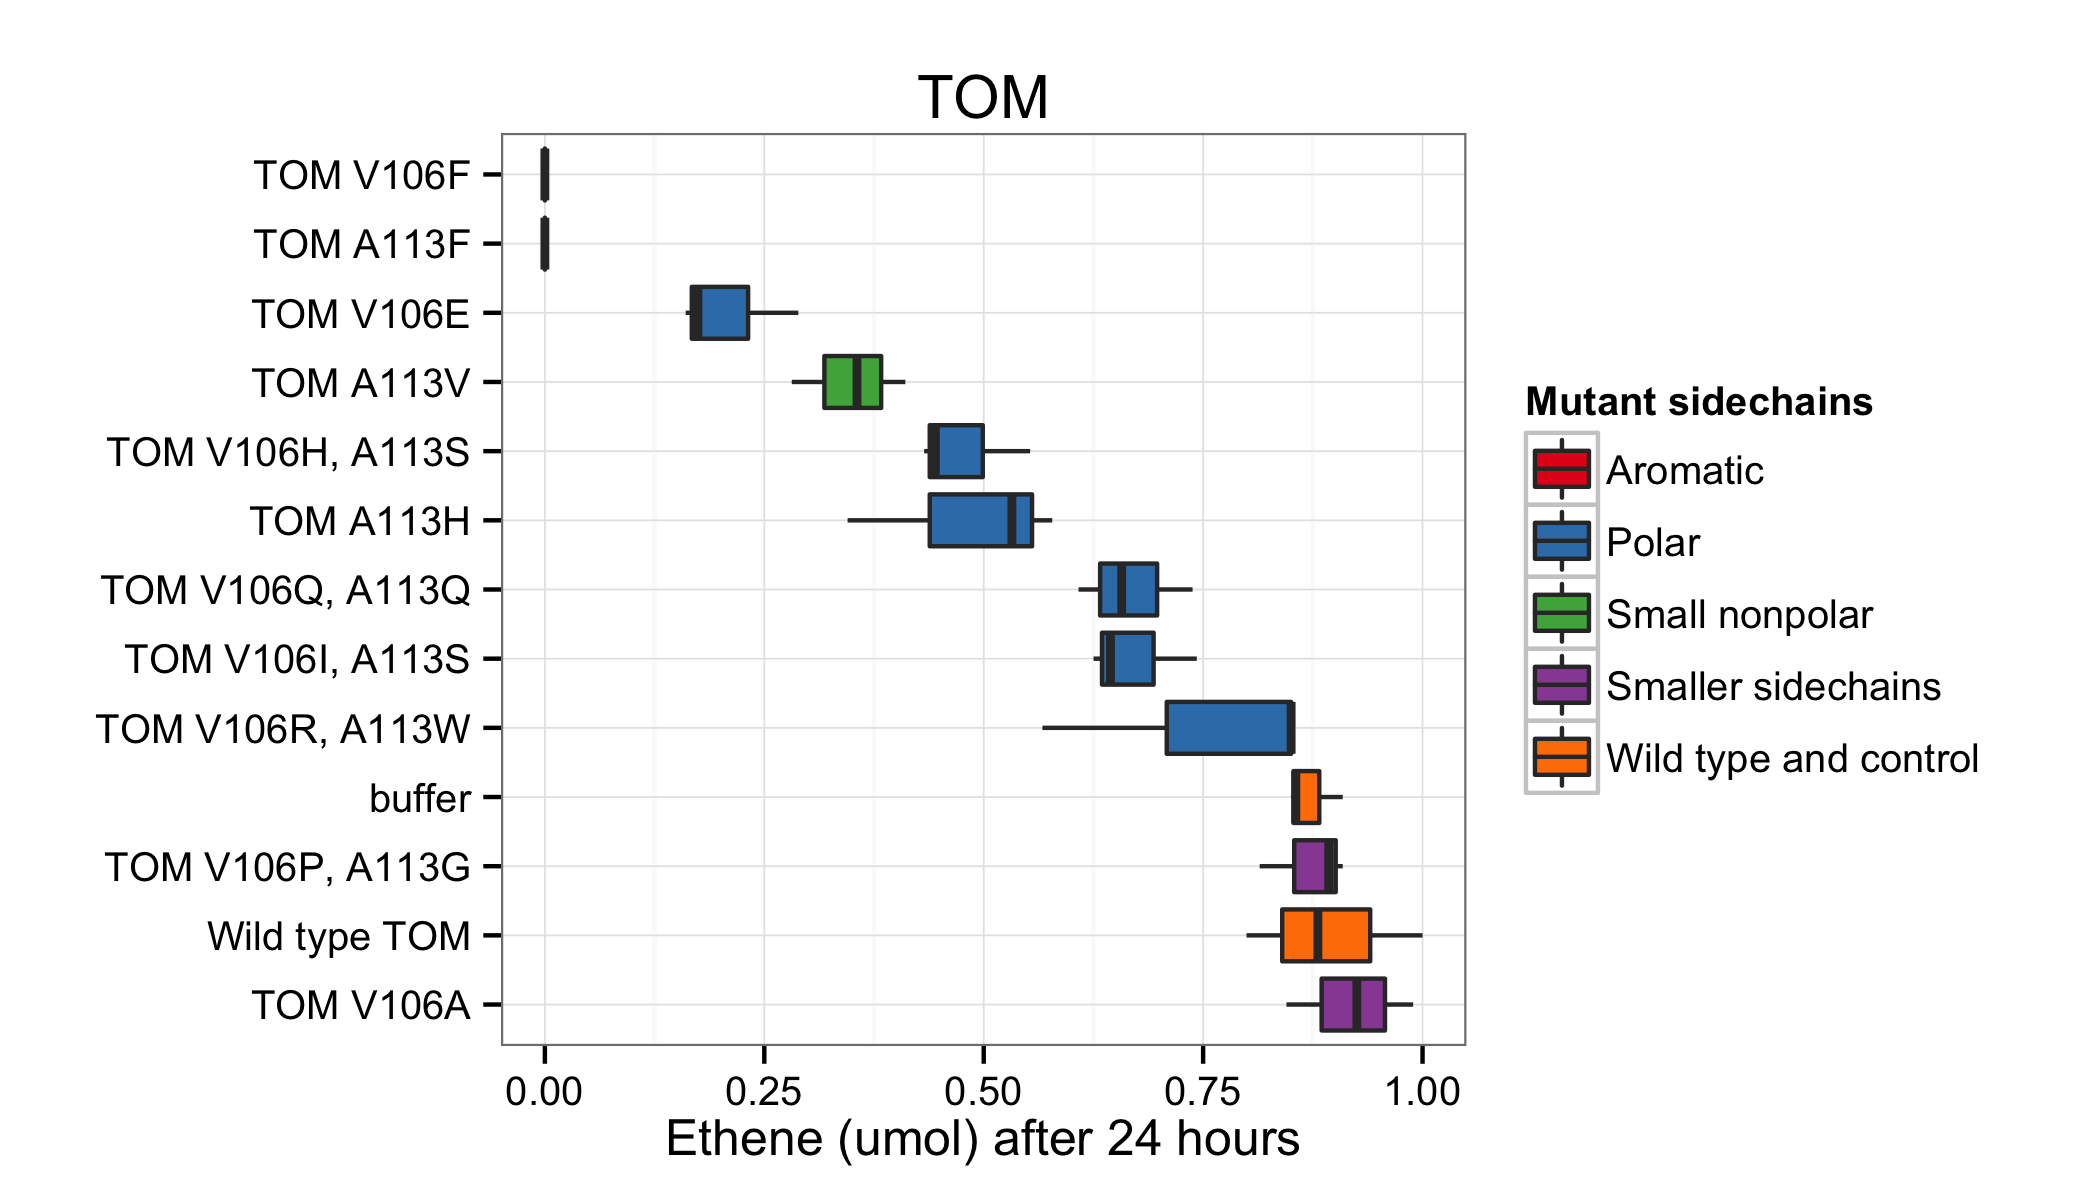 TOM
TOM V106F
TOM A113F
TOM V106E
TOM A113V
TOM V106H, A113S
TOM A113H
TOM V106Q, A113Q
TOM V106I, A113S
TOM V106R, A113W
buffer
TOM V106P, A113G
Wild type TOM
TOM V106A
0.00 0.25 0.50 0.75 1.00
Ethene (umol) after 24 hours
Mutant sidechains
Aromatic
Polar
Small nonpolar
Smaller sidechains
Wild type and control